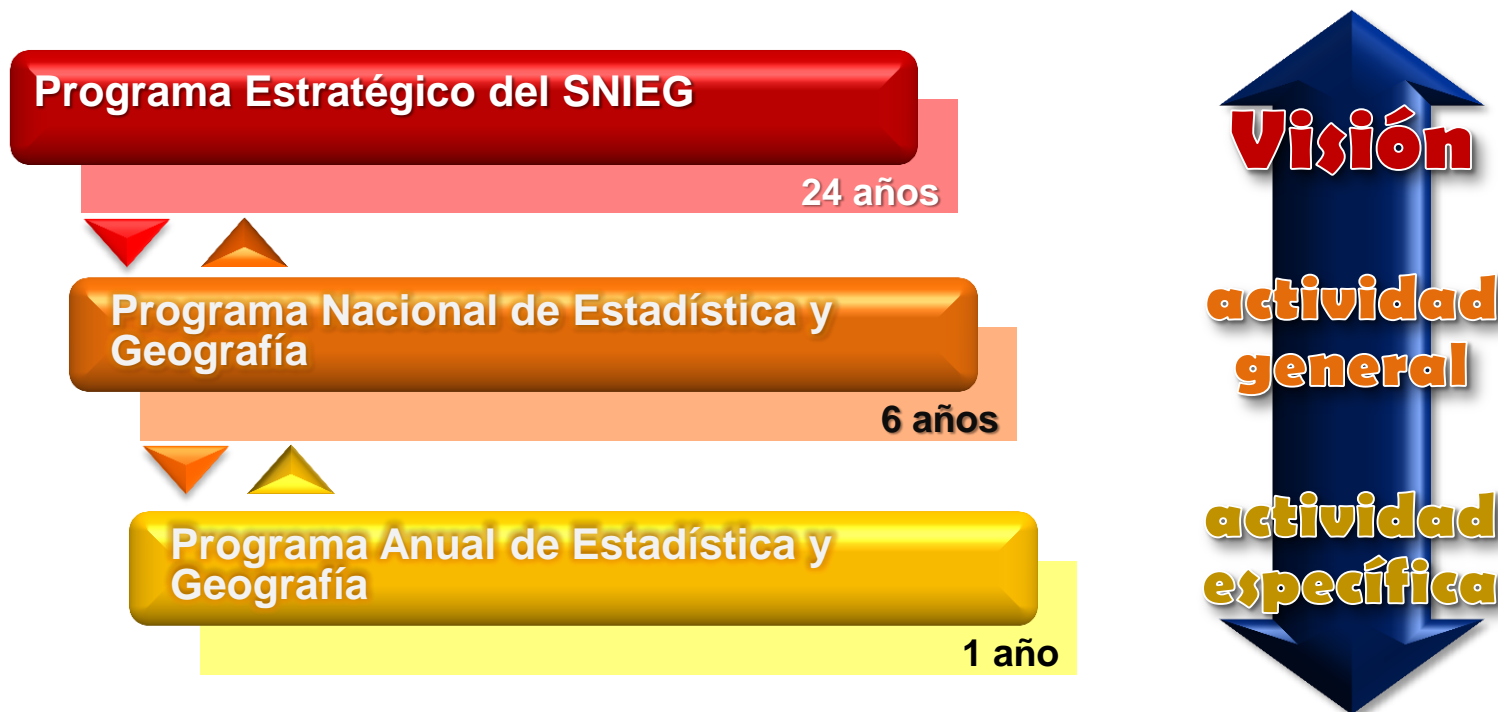 Programa Estratégico del SNIEG
24 años
Programa Nacional de Estadística y
Geografía
6 años
Programa Anual de Estadística y
Geografía
1 año
Visión
actividad
general
actividad
específica